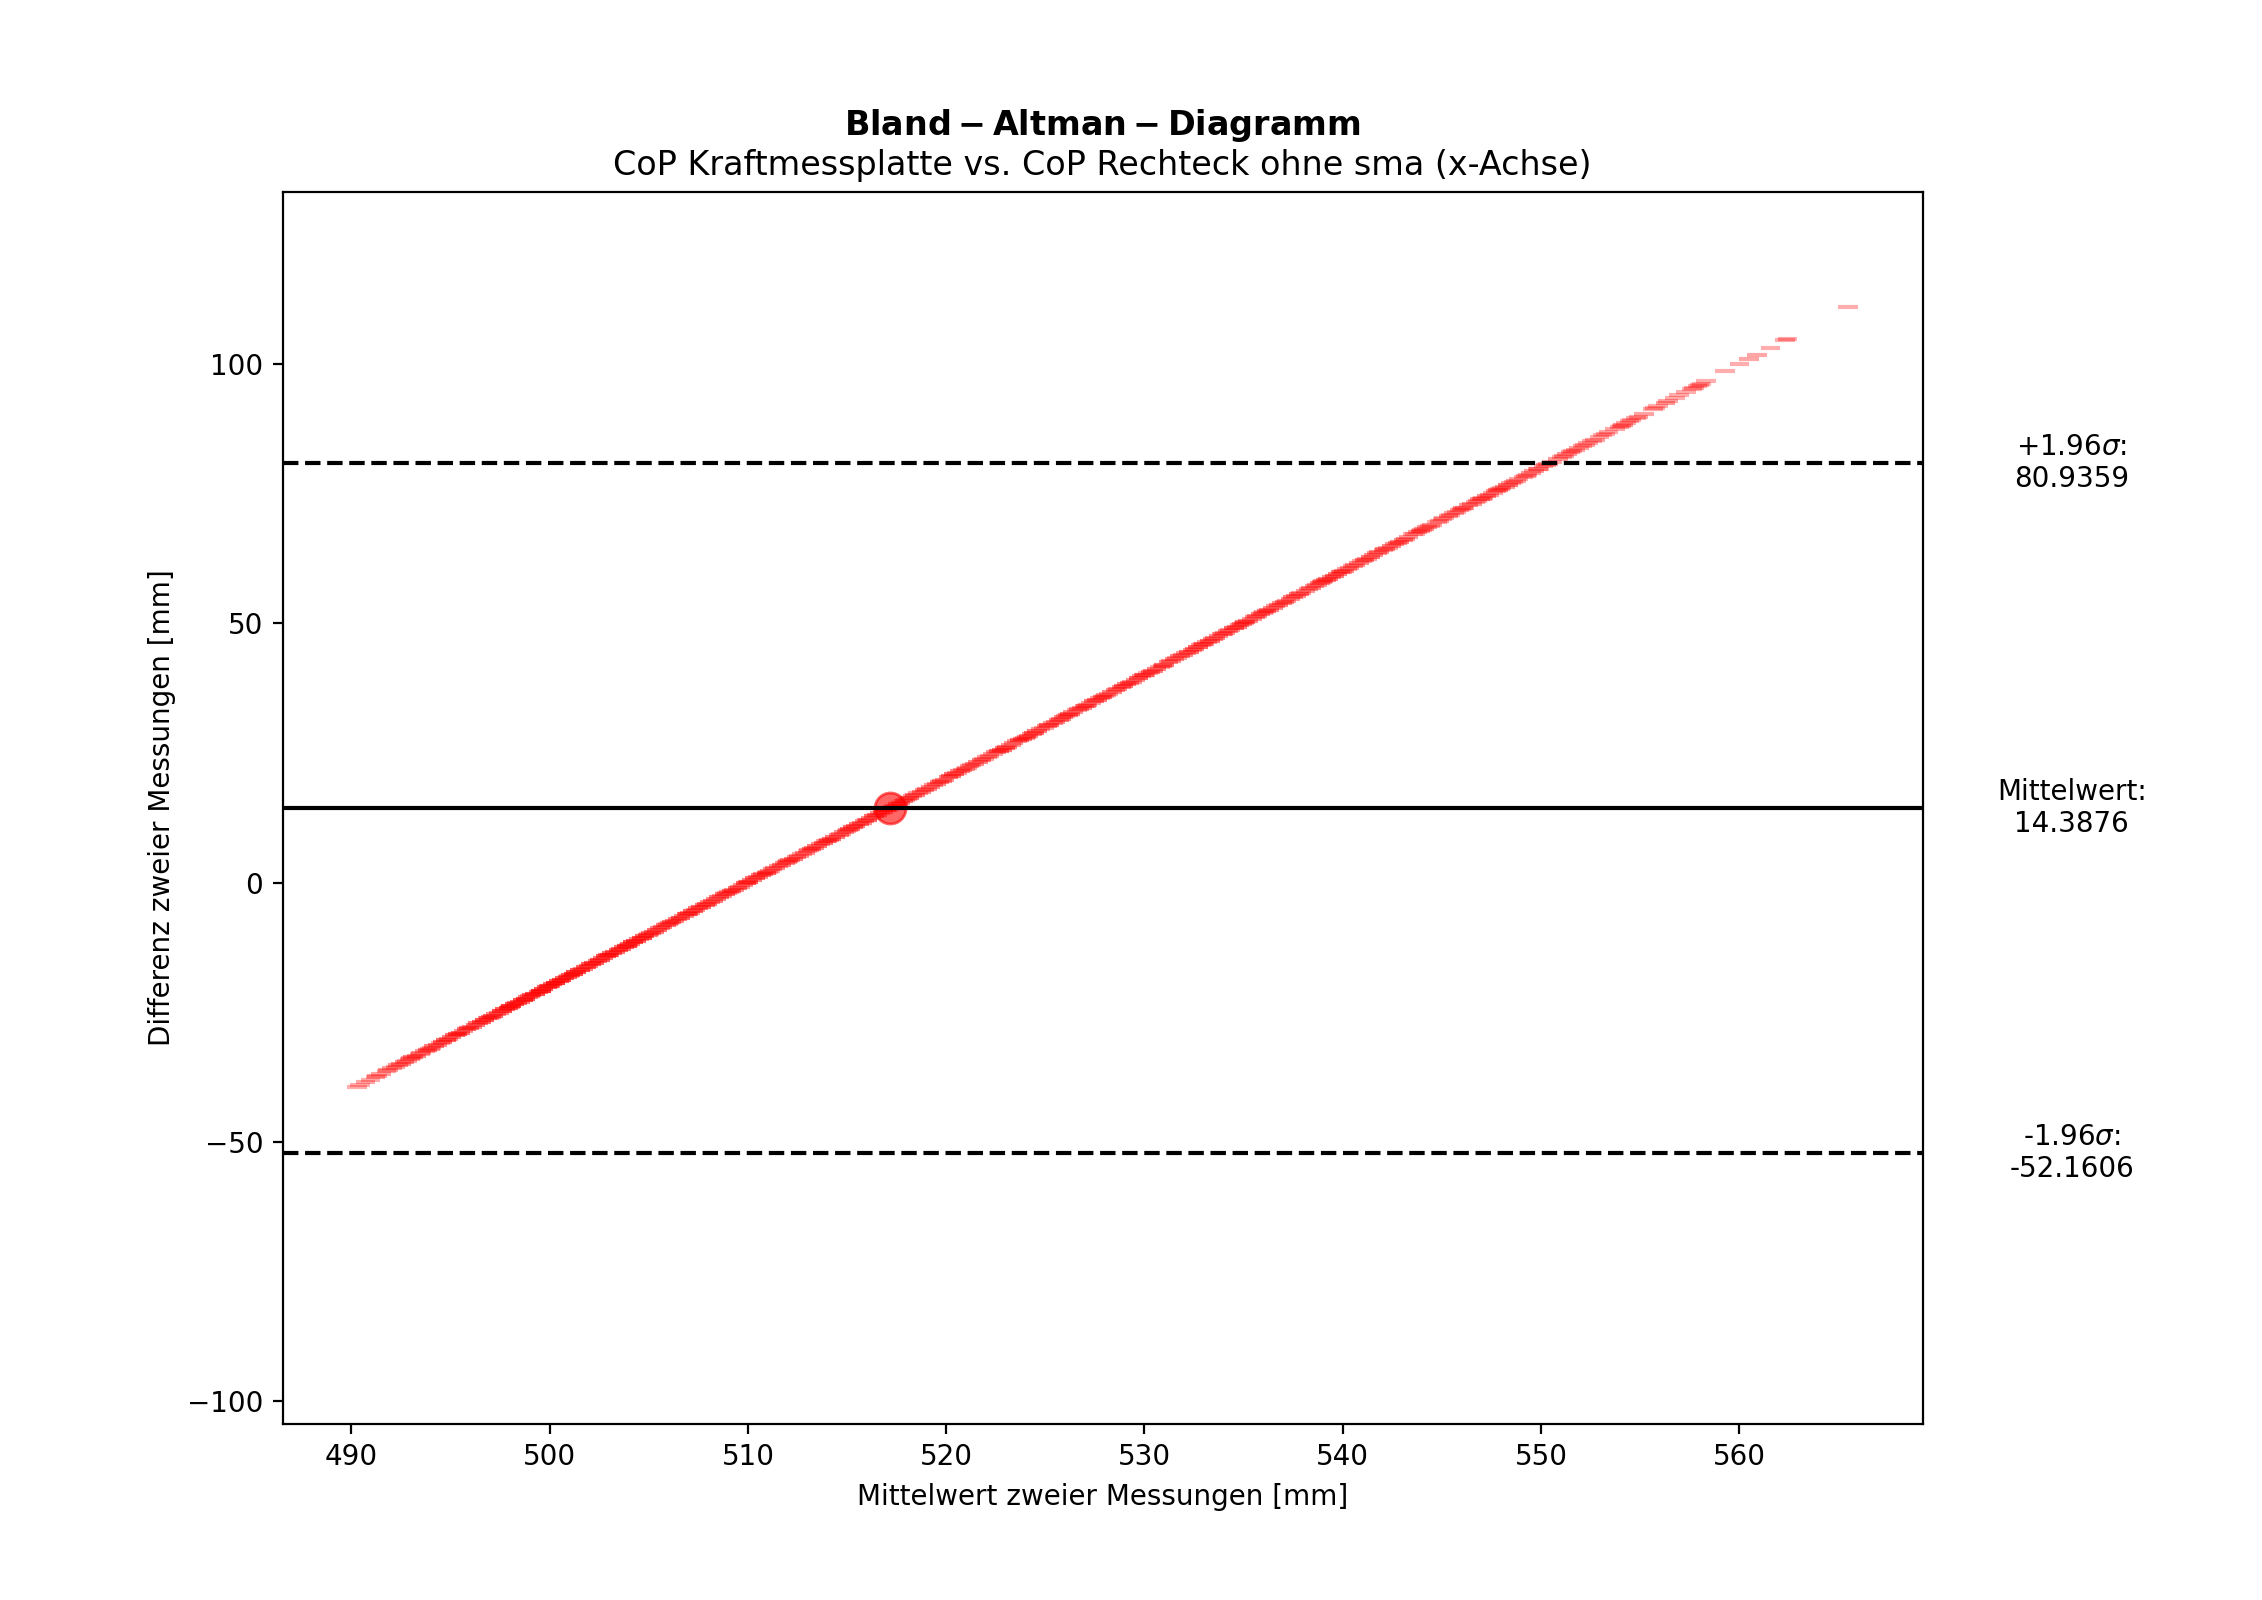 Bland – Altman – Diagramm
CoP Kraftmessplatte vs. CoP Rechteck ohne sma (x-Achse)
Differenz zweier Messungen [mm]
100
50
0
−50
−100
+1.96σ:
80.9359
Mittelwert:
14.3876
-1.96σ:
-52.1606
490 500 510 520 530 540 550 560
Mittelwert zweier Messungen [mm]